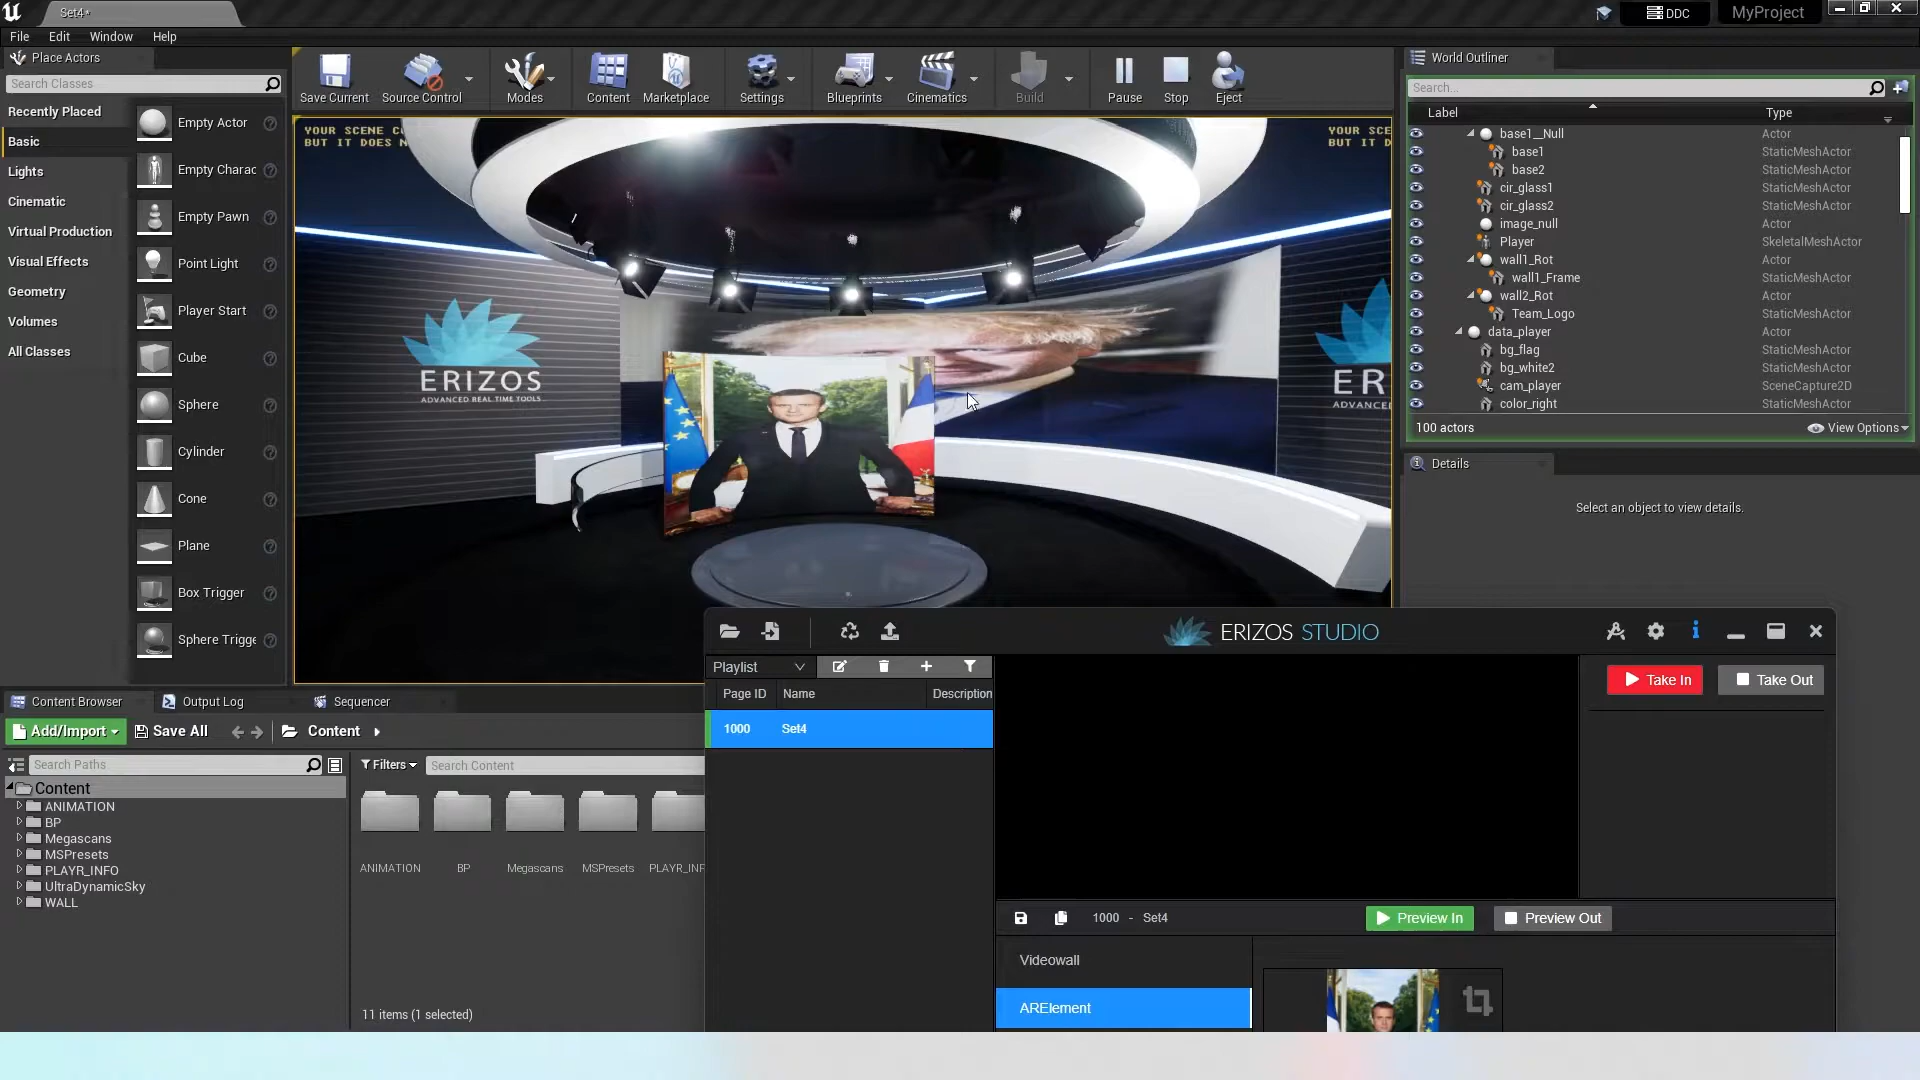 Set4*
DDC
MyProject
File Edit Window Help
Place Actors
Search Classes
Recently Placed
Basic
Lights
Cinematic
Virtual Production
Visual Effects
Geometry
Volumes
All Classes
Empty Actor
Empty Charac
Empty Pawn
Point Light
Player Start
Cube
Sphere
Cylinder
Cone
Plane
Box Trigger
Sphere Trigge
Save Current
Source Control
Modes
Content
Marketplace
Settings
Blueprints
Cinematics
Build
Pause
Stop
Eject
YOUR SCENE C
BUT IT DOES N
YOUR SCE
BUT IT D
ERIZOS
ADVANCED REAL TIME TOOLS
ER
ADVANCE
World Outliner
Search...
Label Type
base1__Null Actor
base1 StaticMeshActor
base2 StaticMeshActor
cir_glass1 StaticMeshActor
cir_glass2 StaticMeshActor
image_null Actor
Player SkeletalMeshActor
wall1_Rot Actor
wall1_Frame StaticMeshActor
wall2_Rot Actor
Team_Logo StaticMeshActor
data_player Actor
bg_flag StaticMeshActor
bg_white2 StaticMeshActor
cam_player SceneCapture2D
color_right StaticMeshActor
100 actors View Options
Details
Select an object to view details.
Content Browser Output Log Sequencer
Add/Import Save All Content
Search Paths
Filters Search Content
Content
ANIMATION
BP
Megascans
MSPresets
PLAYR_INFO
UltraDynamicSky
WALL
ANIMATION BP Megascans MSPresets PLAYR_INF
11 items (1 selected)
ERIZOS STUDIO
Playlist
Page ID Name Description
1000 Set4
Take In Take Out
1000 - Set4 Preview In Preview Out
Videowall
ARElement